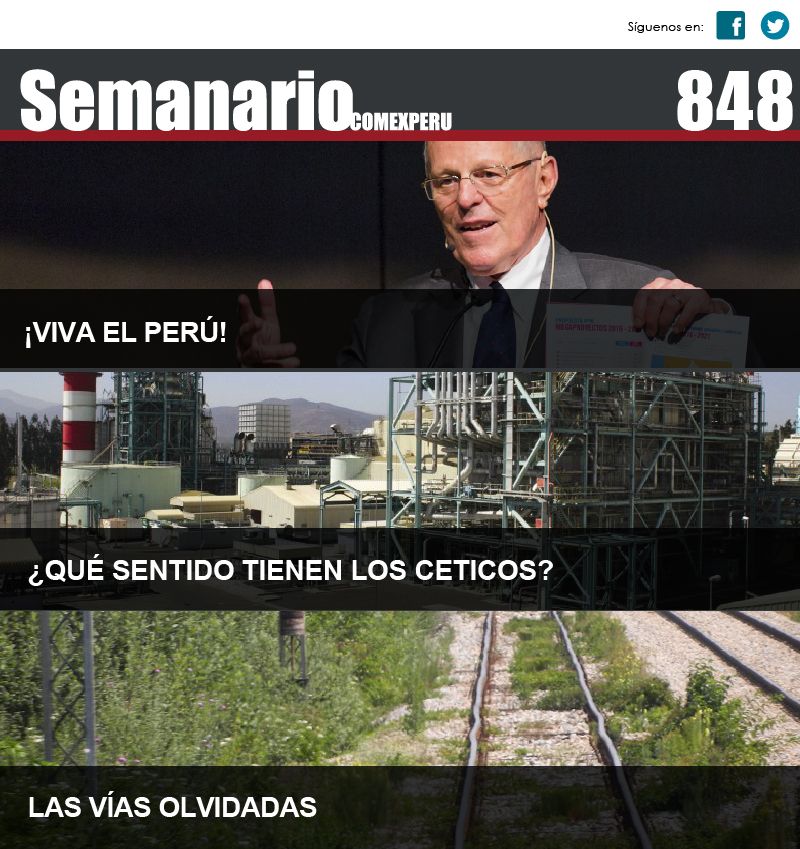 Síguenos en:
Semanario COMEXPERU
848
¡VIVA EL PERÚ!
¿QUÉ SENTIDO TIENEN LOS CETICOS?
LAS VÍAS OLVIDADAS